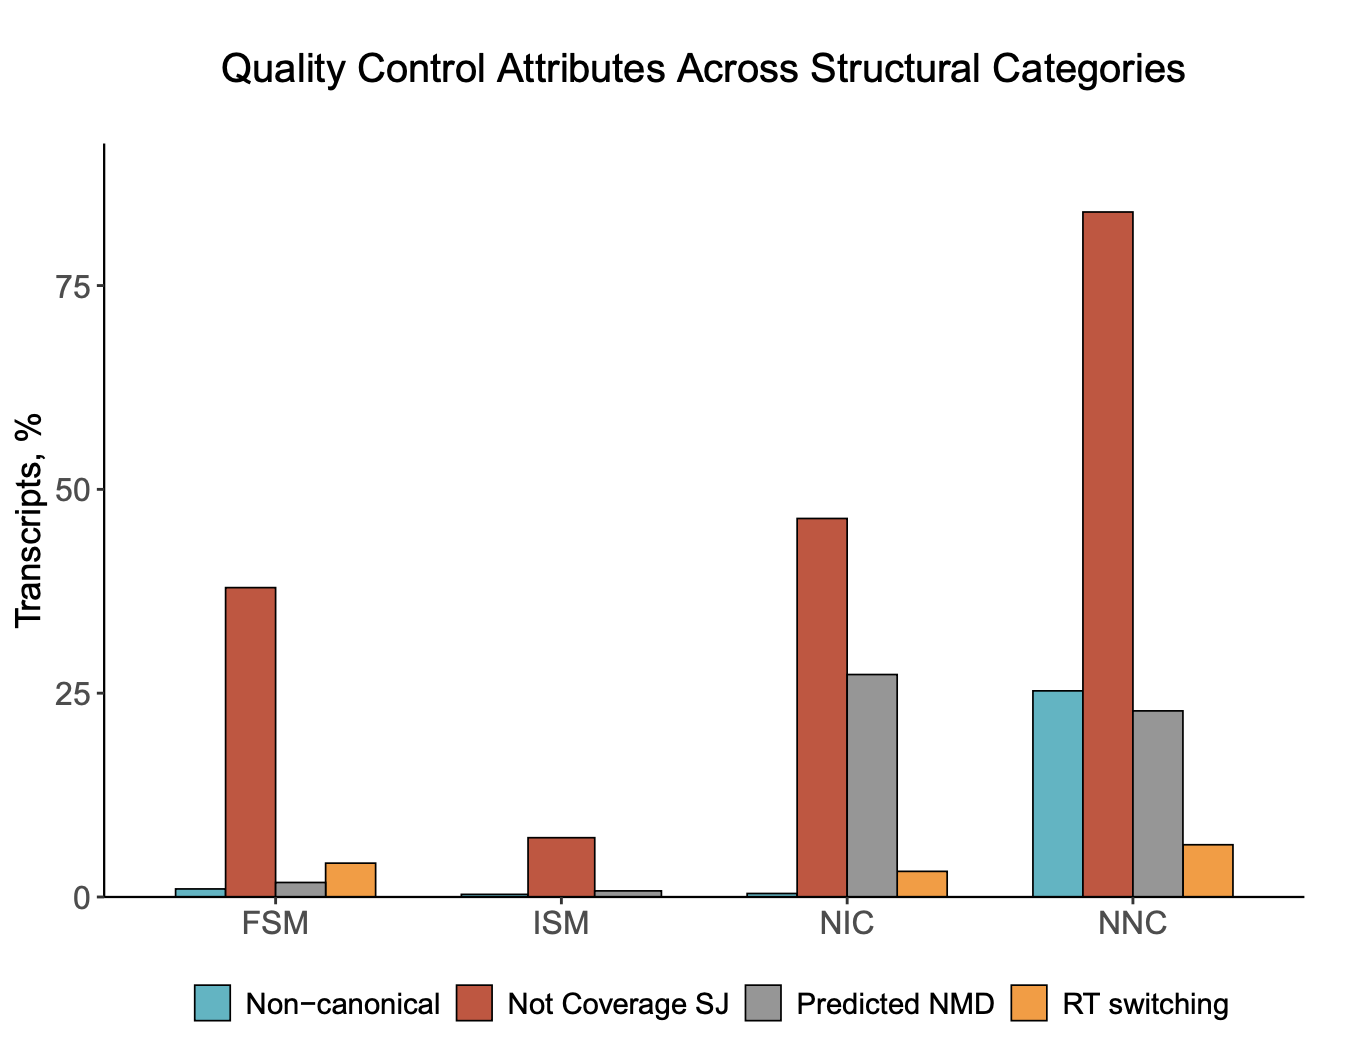 Quality Control Attributes Across Structural Categories
Transcripts, %
75
50
25
0
FSM ISM NIC NNC
Non-canonical Not Coverage SJ Predicted NMD RT switching